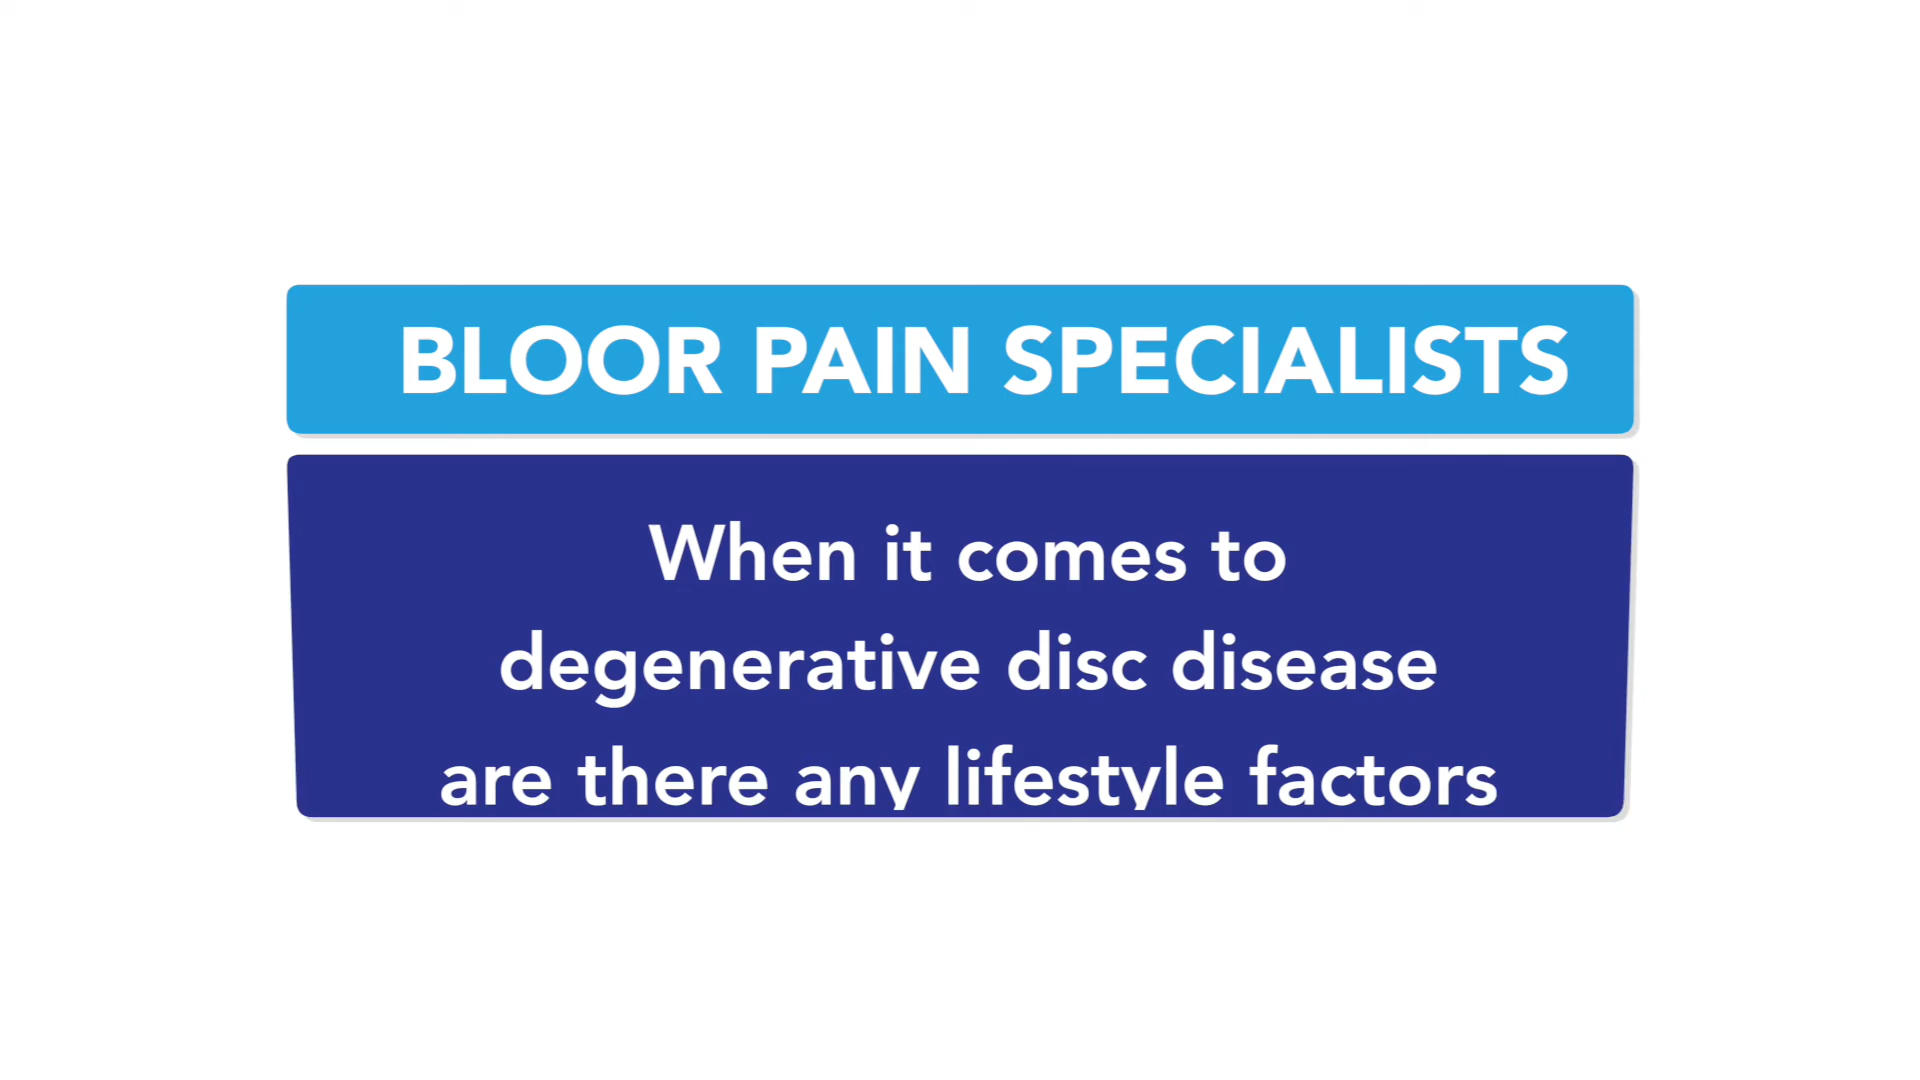 BLOOR PAIN SPECIALISTS
When it comes to
degenerative disc disease
are there any lifestyle factors